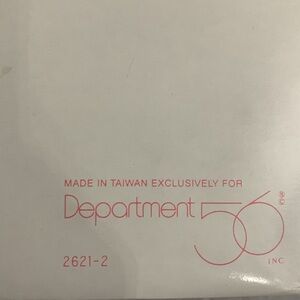 MADE IN TAIWAN EXCLUSIVELY FOR
Department 56 ®
INC
2621-2